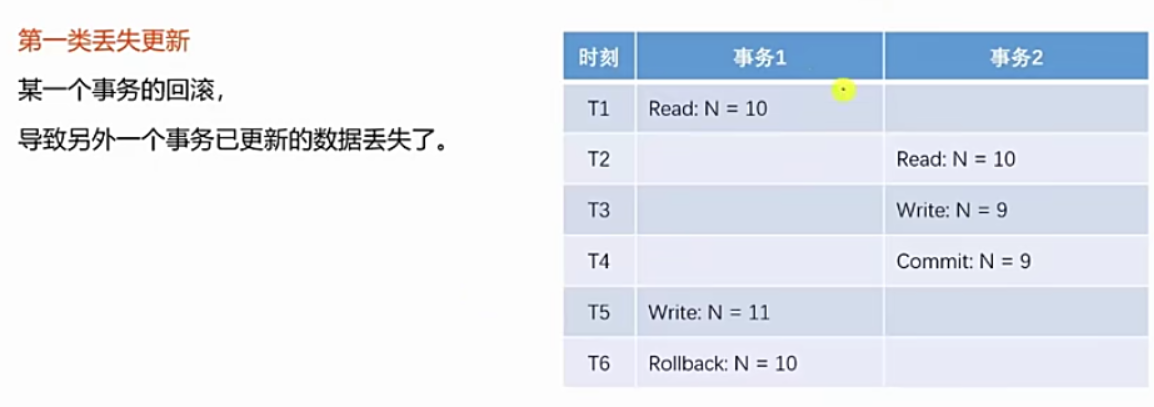 第一类丢失更新
某一个事务的回滚，
导致另外一个事务已更新的数据丢失了。
时刻 事务1 事务2
T1 Read: N = 10
T2 Read: N = 10
T3 Write: N = 9
T4 Commit: N = 9
T5 Write: N = 11
T6 Rollback: N = 10